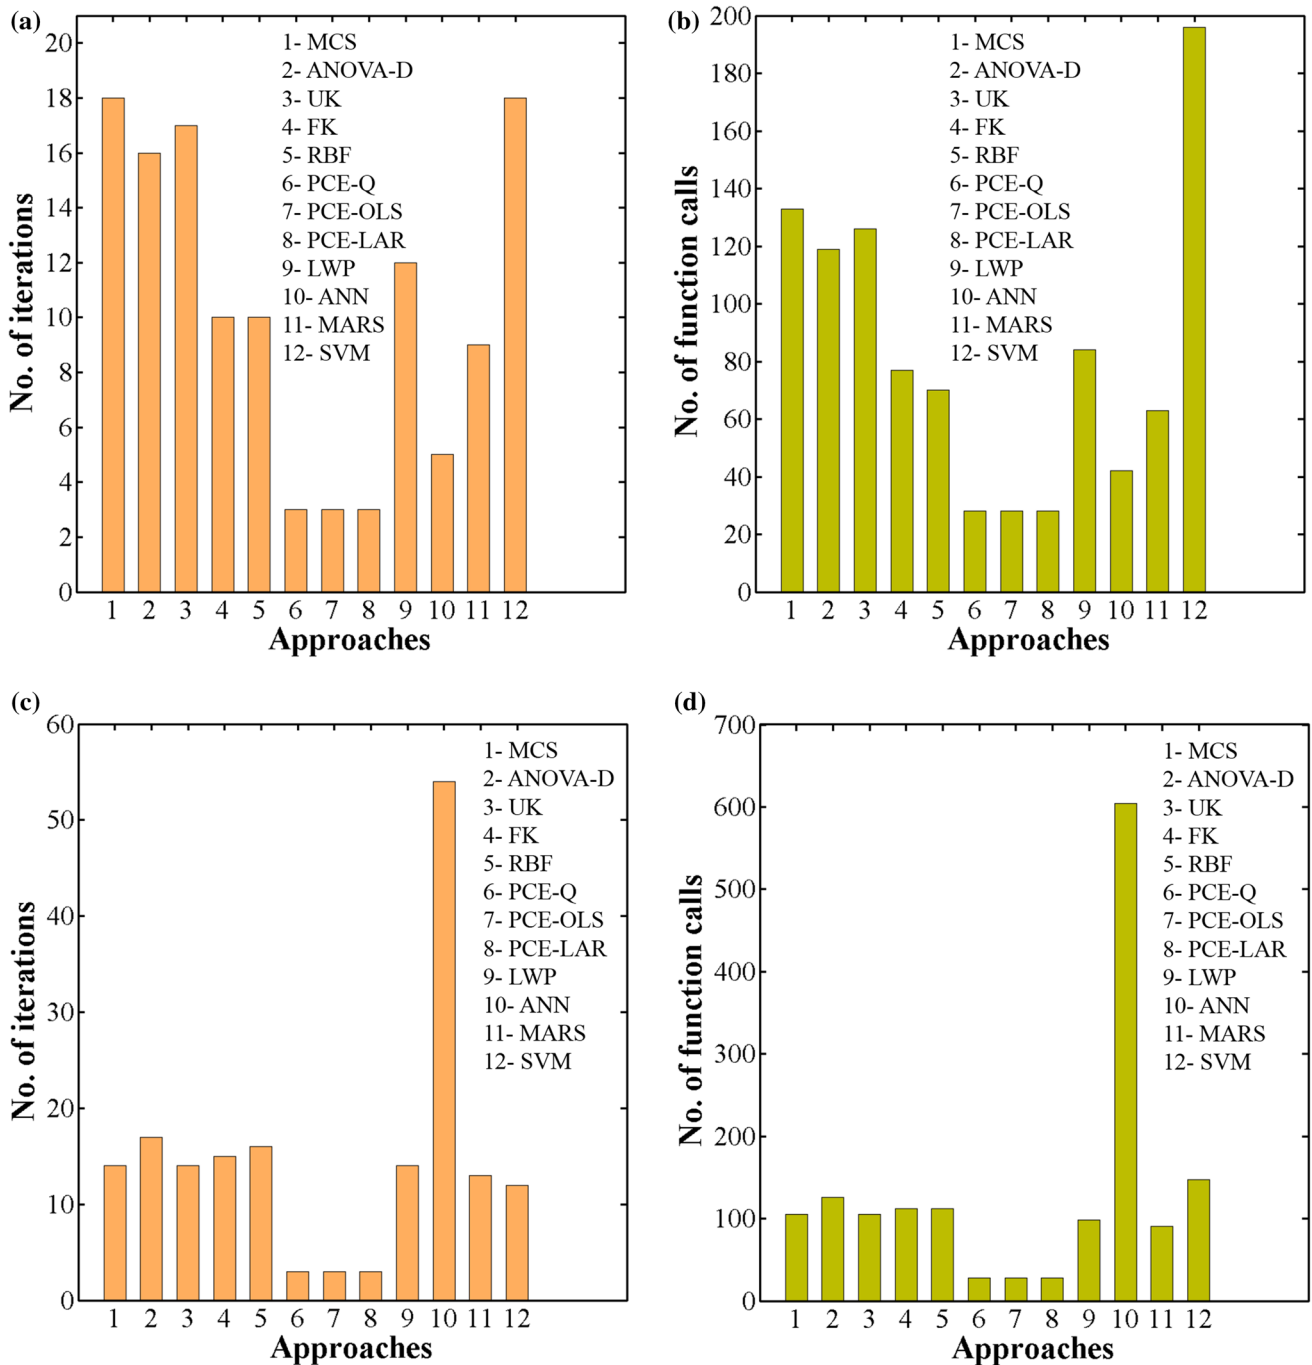 (a)
No. of iterations
20
18
16
14
12
10
8
6
4
2
0
1- MCS
2- ANOVA-D
3- UK
4- FK
5- RBF
6- PCE-Q
7- PCE-OLS
8- PCE-LAR
9- LWP
10- ANN
11- MARS
12- SVM
1 2 3 4 5 6 7 8 9 10 11 12
Approaches
(b)
No. of function calls
200
180
160
140
120
100
80
60
40
20
0
1- MCS
2- ANOVA-D
3- UK
4- FK
5- RBF
6- PCE-Q
7- PCE-OLS
8- PCE-LAR
9- LWP
10- ANN
11- MARS
12- SVM
1 2 3 4 5 6 7 8 9 10 11 12
Approaches
(c)
No. of iterations
60
50
40
30
20
10
0
1- MCS
2- ANOVA-D
3- UK
4- FK
5- RBF
6- PCE-Q
7- PCE-OLS
8- PCE-LAR
9- LWP
10- ANN
11- MARS
12- SVM
1 2 3 4 5 6 7 8 9 10 11 12
Approaches
(d)
No. of function calls
700
600
500
400
300
200
100
0
1- MCS
2- ANOVA-D
3- UK
4- FK
5- RBF
6- PCE-Q
7- PCE-OLS
8- PCE-LAR
9- LWP
10- ANN
11- MARS
12- SVM
1 2 3 4 5 6 7 8 9 10 11 12
Approaches